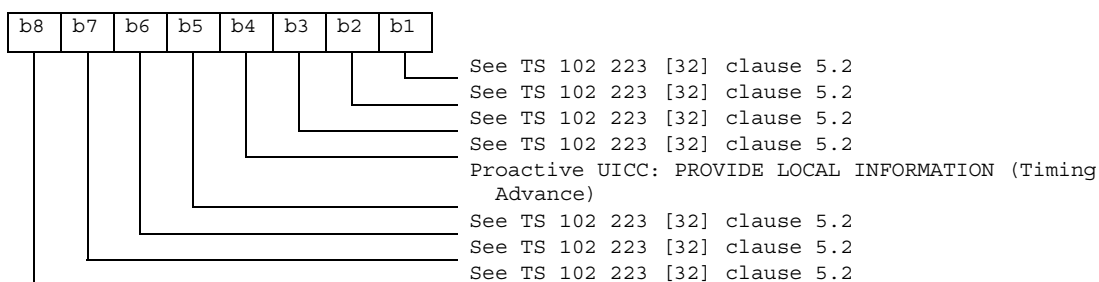 b8 b7 b6 b5 b4 b3 b2 b1
See TS 102 223 [32] clause 5.2
See TS 102 223 [32] clause 5.2
See TS 102 223 [32] clause 5.2
See TS 102 223 [32] clause 5.2
Proactive UICC: PROVIDE LOCAL INFORMATION (Timing
Advance)
See TS 102 223 [32] clause 5.2
See TS 102 223 [32] clause 5.2
See TS 102 223 [32] clause 5.2